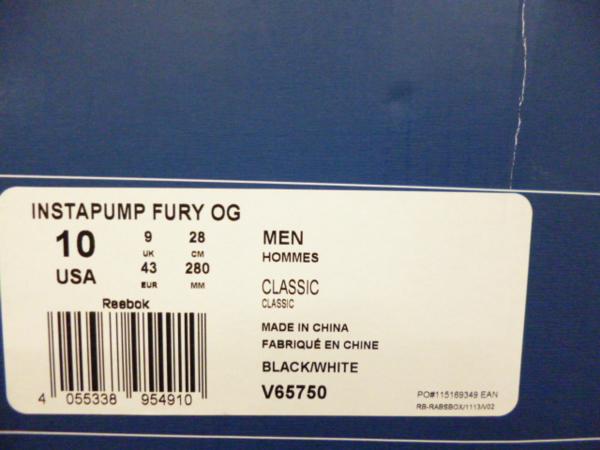 INSTAPUMP FURY OG
10 9 28
UK CM
USA 43 280
EUR MM
MEN
HOMMES
CLASSIC
CLASSIC
MADE IN CHINA
FABRIQUÉ EN CHINE
BLACK/WHITE
V65750
Reebok
4 055338 954910
PO#115169349 EAN
RB-RABSBOX/1113/V02